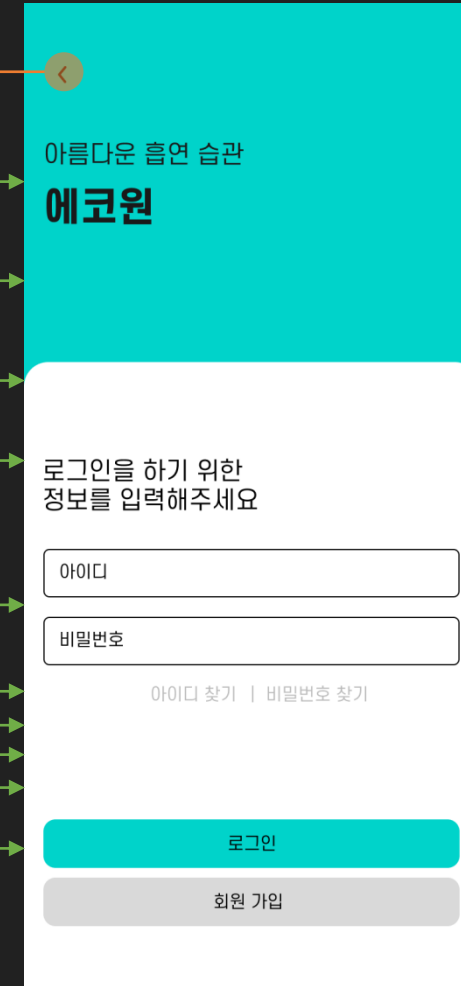 아름다운 흡연 습관
에코원
로그인을 하기 위한
정보를 입력해주세요
아이디
비밀번호
아이디 찾기 | 비밀번호 찾기
로그인
회원 가입